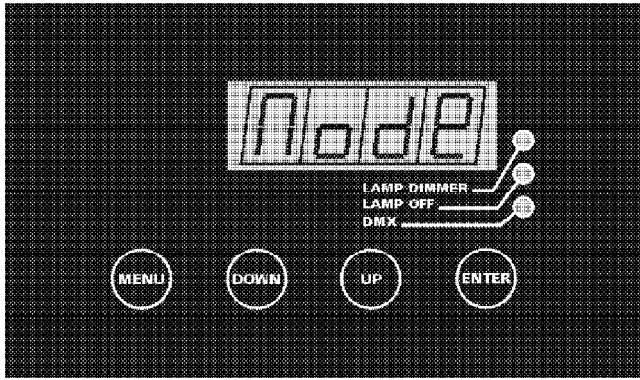 NodE
LAMP DIMMER
LAMP OFF
DMX
MENU DOWN UP ENTER